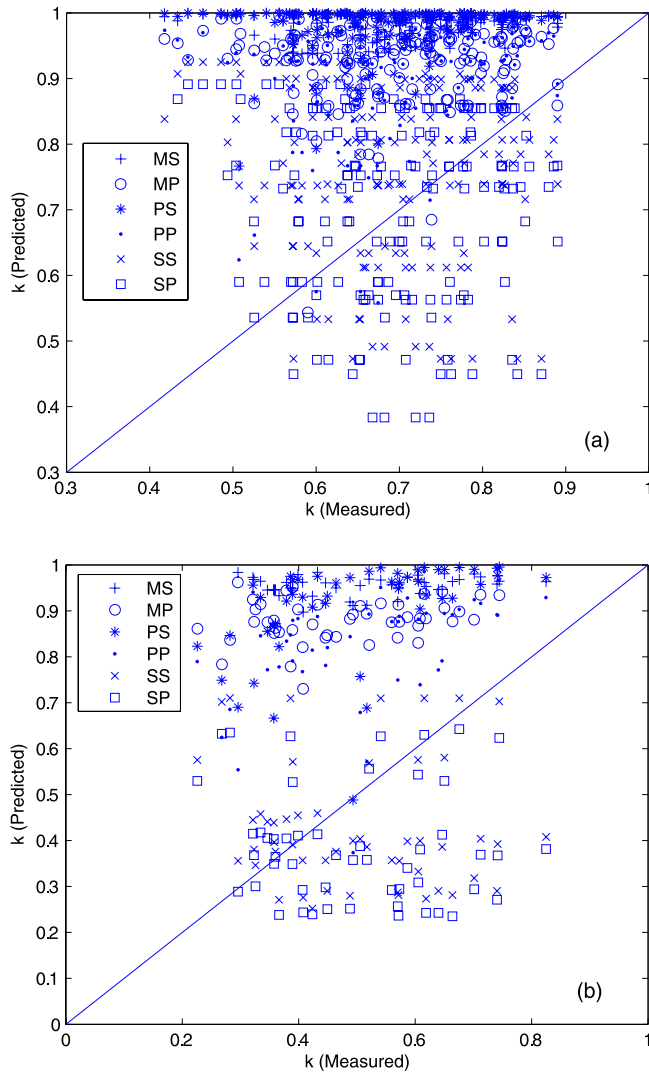 1
0.9
0.8
0.7
0.6
0.5
0.4
0.3
k (Predicted)
MS
MP
PS
PP
SS
SP
(a)
0.3 0.4 0.5 0.6 0.7 0.8 0.9 1
k (Measured)
1
0.9
0.8
0.7
0.6
0.5
0.4
0.3
0.2
0.1
0
k (Predicted)
MS
MP
PS
PP
SS
SP
(b)
0 0.2 0.4 0.6 0.8 1
k (Measured)